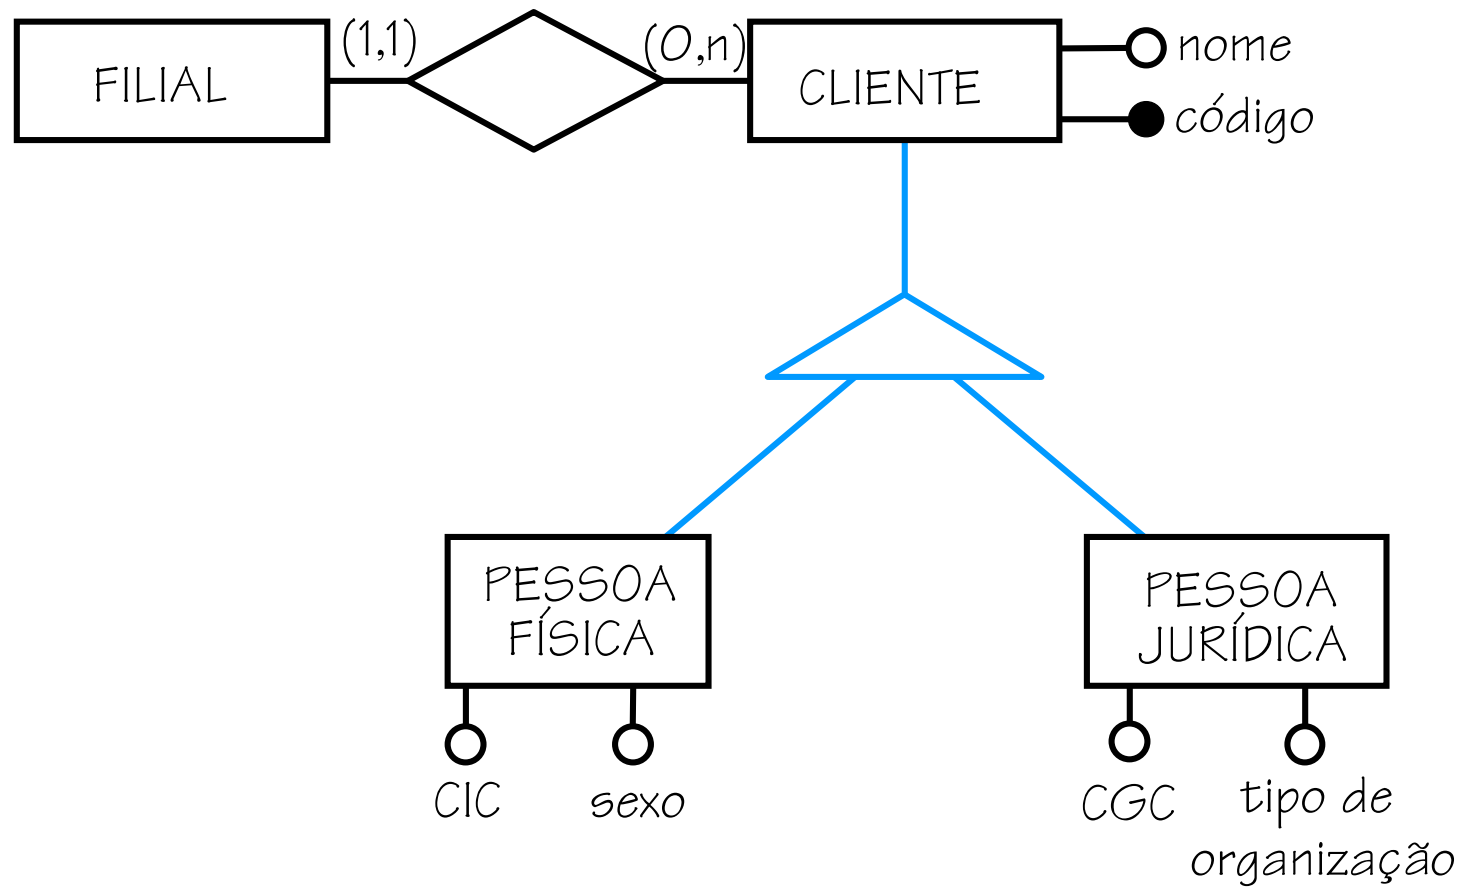 FILIAL
(1,1)
(0,n)
CLIENTE
nome
código
PESSOA
FÍSICA
PESSOA
JURÍDICA
CIC
sexo
CGC
tipo de
organização